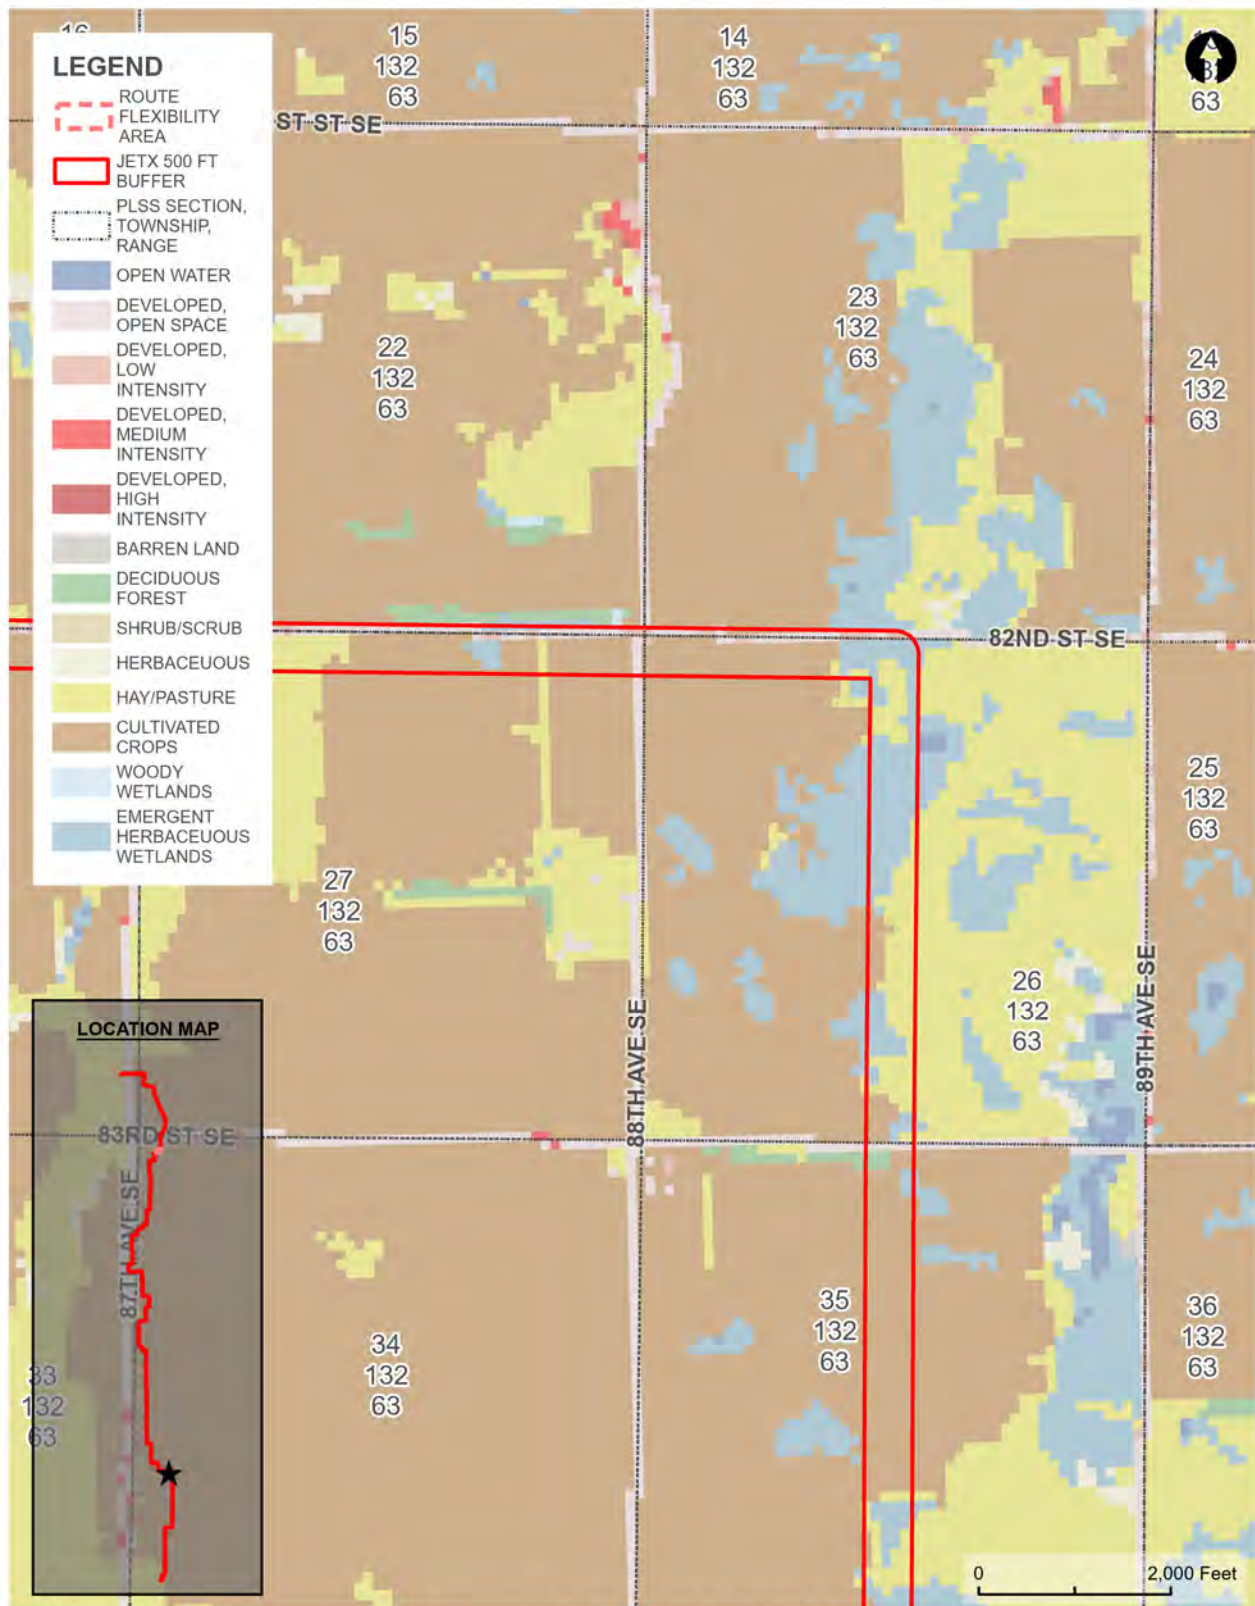 16
15
132
63
14
132
63
13
132
63
LEGEND
ROUTE
FLEXIBILITY
AREA
JETX 500 FT
BUFFER
PLSS SECTION,
TOWNSHIP,
RANGE
OPEN WATER
DEVELOPED,
OPEN SPACE
DEVELOPED,
LOW
INTENSITY
DEVELOPED,
MEDIUM
INTENSITY
DEVELOPED,
HIGH
INTENSITY
BARREN LAND
DECIDUOUS
FOREST
SHRUB/SCRUB
HERBACEUOUS
HAY/PASTURE
CULTIVATED
CROPS
WOODY
WETLANDS
EMERGENT
HERBACEUOUS
WETLANDS
ST ST SE
22
132
63
23
132
63
24
132
63
82ND ST SE
27
132
63
26
132
63
25
132
63
88TH AVE SE
89TH AVE SE
LOCATION MAP
83RD ST SE
87TH AVE SE
33
132
63
34
132
63
35
132
63
36
132
63
0 2,000 Feet